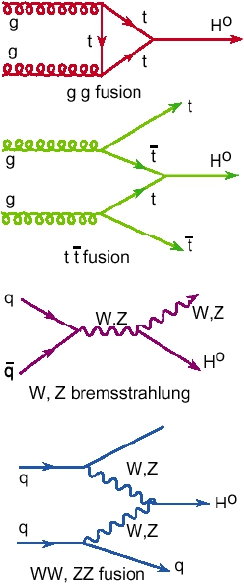 g
t
t
t
H⁰
g
g g fusion
g
t
t̅
H⁰
g
t
t̅
t t̅ fusion
q
W,Z
W,Z
q̅
H⁰
W, Z bremsstrahlung
W,Z
q
H⁰
q
W,Z
q
WW, ZZ fusion